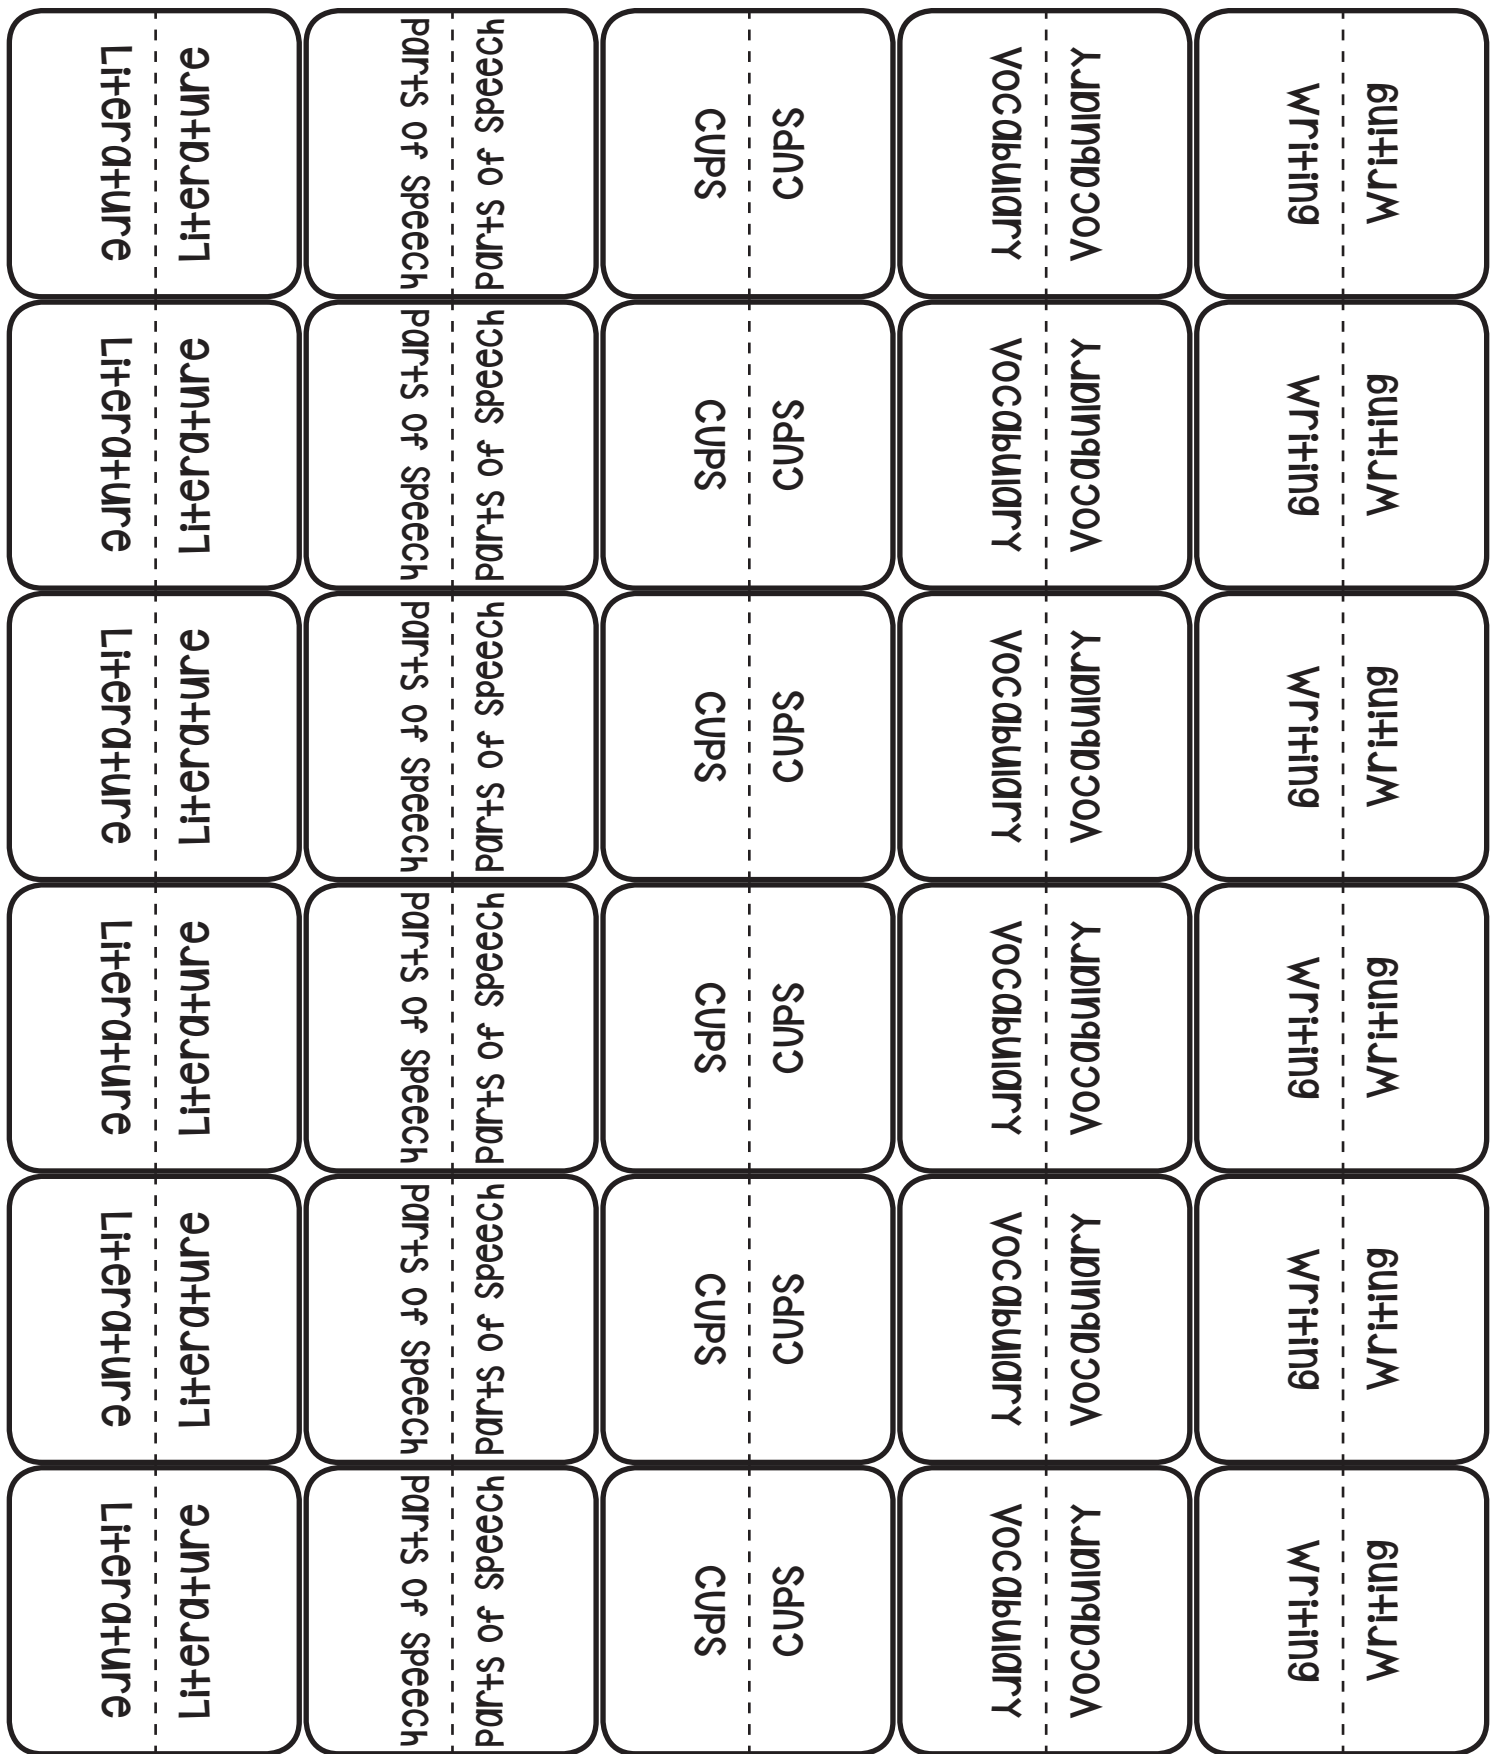 Literature
Literature
Parts of Speech
Parts of Speech
CUPS
CUPS
Vocabulary
Vocabulary
Writing
Writing
Literature
Literature
Parts of Speech
Parts of Speech
CUPS
CUPS
Vocabulary
Vocabulary
Writing
Writing
Literature
Literature
Parts of Speech
Parts of Speech
CUPS
CUPS
Vocabulary
Vocabulary
Writing
Writing
Literature
Literature
Parts of Speech
Parts of Speech
CUPS
CUPS
Vocabulary
Vocabulary
Writing
Writing
Literature
Literature
Parts of Speech
Parts of Speech
CUPS
CUPS
Vocabulary
Vocabulary
Writing
Writing
Literature
Literature
Parts of Speech
Parts of Speech
CUPS
CUPS
Vocabulary
Vocabulary
Writing
Writing